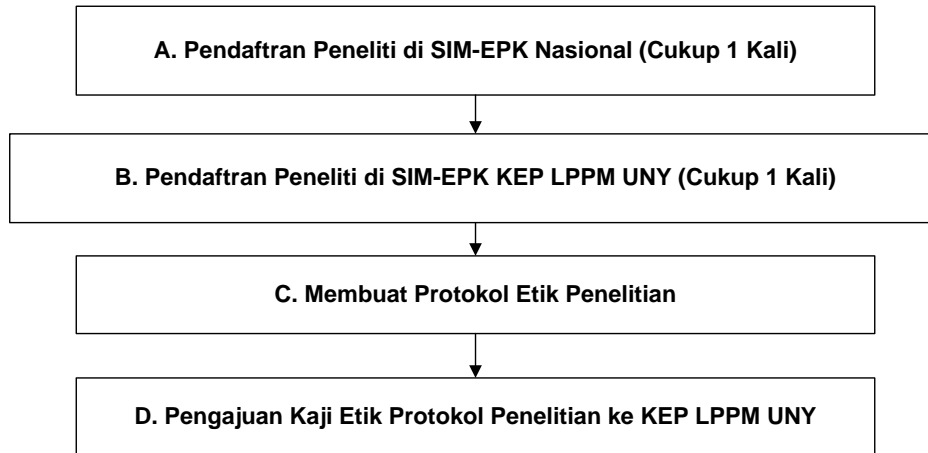 A. Pendaftran Peneliti di SIM-EPK Nasional (Cukup 1 Kali)
B. Pendaftran Peneliti di SIM-EPK KEP LPPM UNY (Cukup 1 Kali)
C. Membuat Protokol Etik Penelitian
D. Pengajuan Kaji Etik Protokol Penelitian ke KEP LPPM UNY